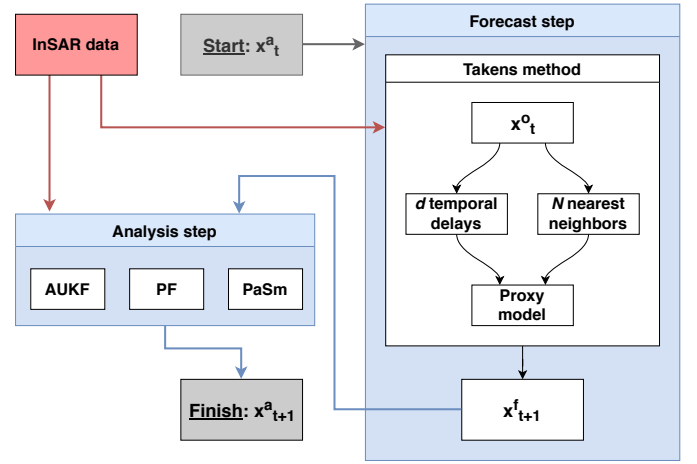 InSAR data
Start: xᵃₜ
Forecast step
Takens method
xᵒₜ
d temporal
delays
N nearest
neighbors
Proxy
model
xᶠₜ₊₁
Analysis step
AUKF
PF
PaSm
Finish: xᵃₜ₊₁